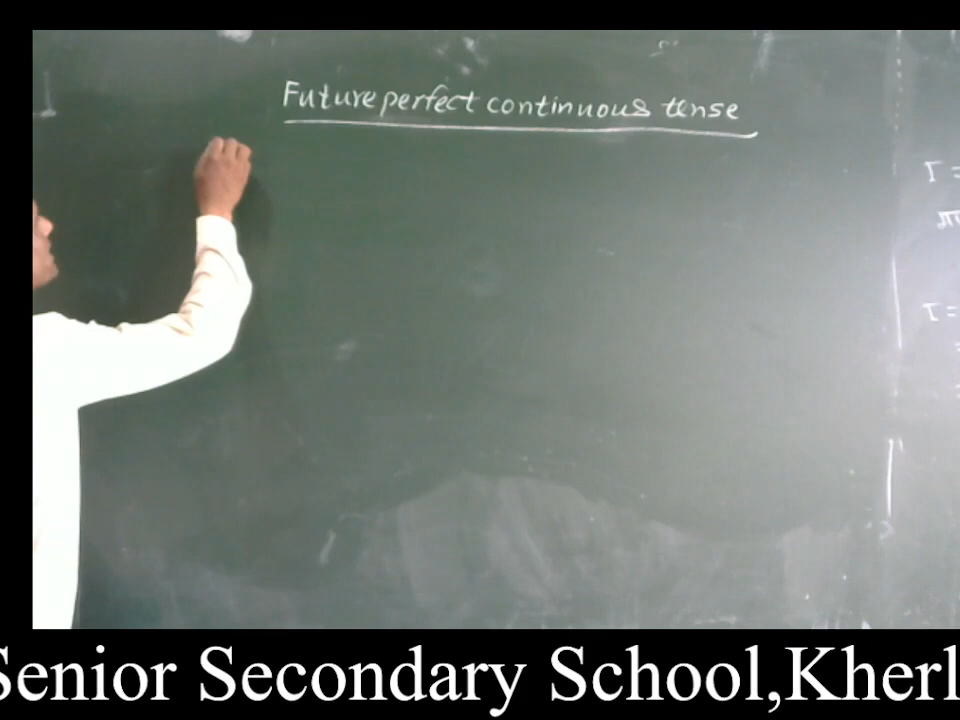 Future perfect continuous tense
I =
I =
Senior Secondary School,Kherl